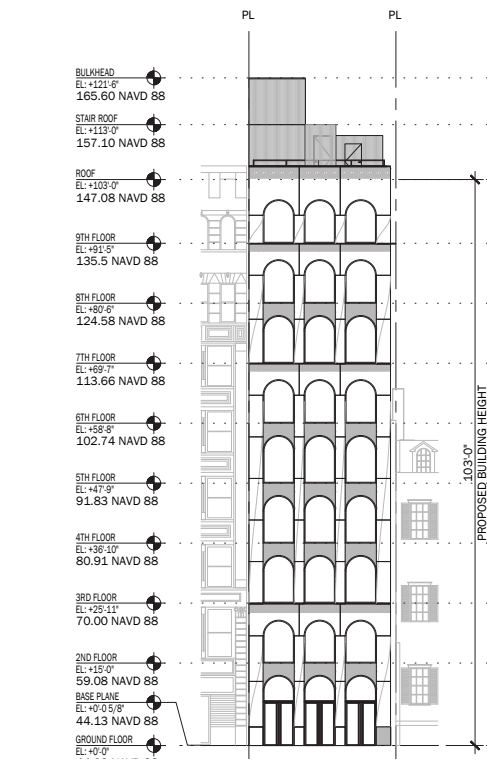 PL PL
BULKHEAD
EL: +121'-6"
165.60 NAVD 88
STAIR ROOF
EL: +113'-0"
157.10 NAVD 88
ROOF
EL: +103'-0"
147.08 NAVD 88
9TH FLOOR
EL: +91'-5"
135.5 NAVD 88
8TH FLOOR
EL: +80'-6"
124.58 NAVD 88
7TH FLOOR
EL: +69'-7"
113.66 NAVD 88
6TH FLOOR
EL: +58'-8"
102.74 NAVD 88
5TH FLOOR
EL: +47'-9"
91.83 NAVD 88
4TH FLOOR
EL: +36'-10"
80.91 NAVD 88
3RD FLOOR
EL: +25'-11"
70.00 NAVD 88
2ND FLOOR
EL: +15'-0"
59.08 NAVD 88
BASE PLANE
EL: +0'-0 5/8"
44.13 NAVD 88
GROUND FLOOR
EL: +0'-0"
103'-0"
PROPOSED BUILDING HEIGHT